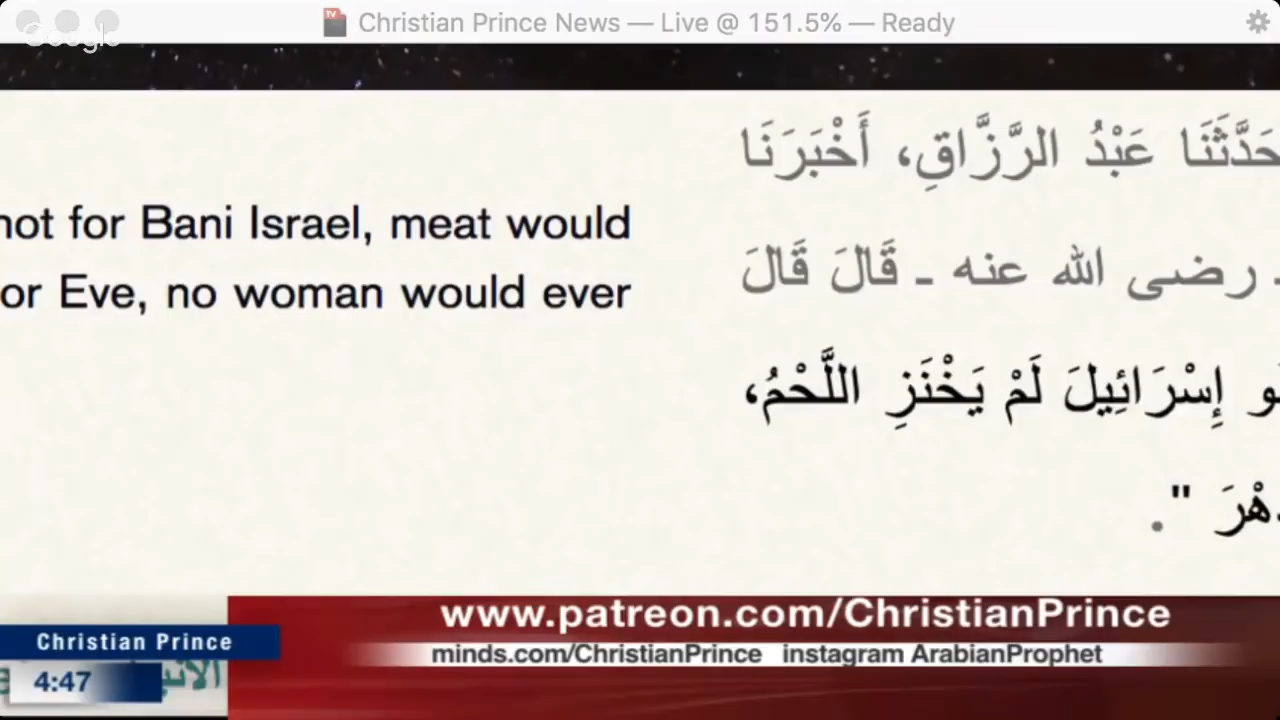 Christian Prince News — Live @ 151.5% — Ready
Google
حَدَّثَنَا عَبْدُ الرَّزَّاقِ، أَخْبَرَنَا
not for Bani Israel, meat would
ـ رضى الله عنه ـ قَالَ قَالَ
or Eve, no woman would ever
إِسْرَائِيلَ لَمْ يَخْنَزِ اللَّحْمُ،
" .
www.patreon.com/ChristianPrince
Christian Prince
minds.com/ChristianPrince instagram ArabianProphet
4:47